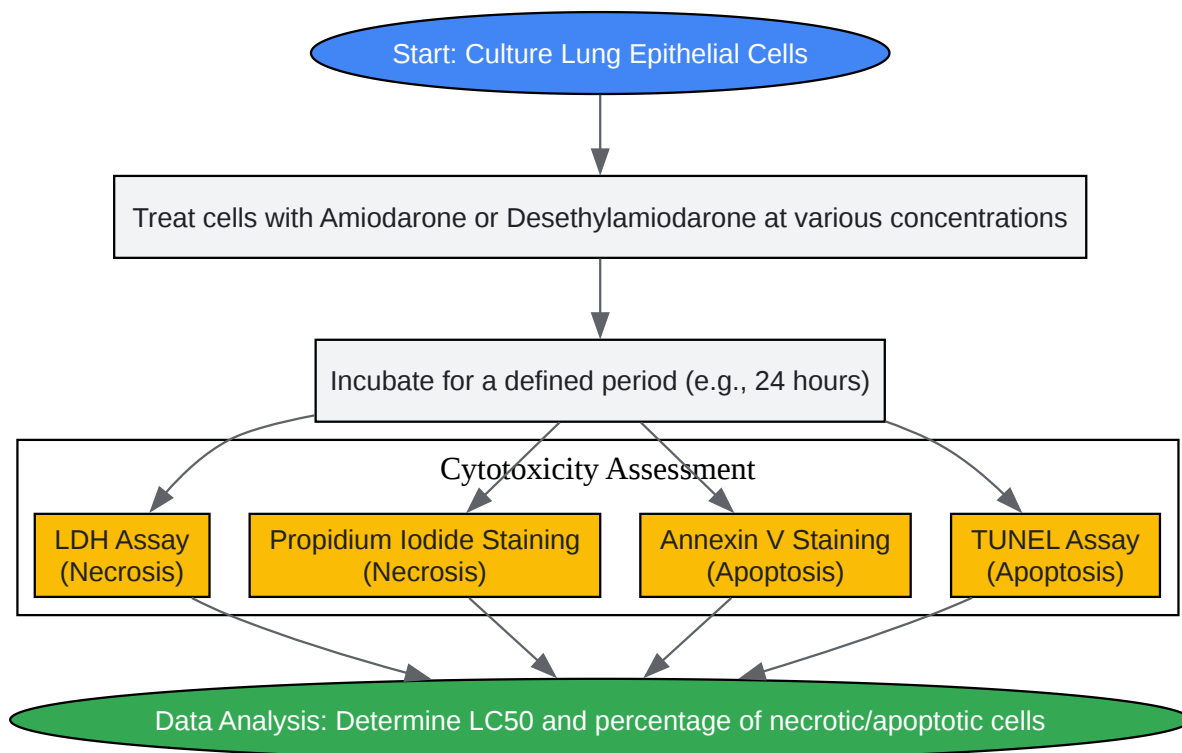 Start: Culture Lung Epithelial Cells
Treat cells with Amiodarone or Desethylamiodarone at various concentrations
Incubate for a defined period (e.g., 24 hours)
Cytotoxicity Assessment
LDH Assay
(Necrosis)
Propidium Iodide Staining
(Necrosis)
Annexin V Staining
(Apoptosis)
TUNEL Assay
(Apoptosis)
Data Analysis: Determine LC50 and percentage of necrotic/apoptotic cells